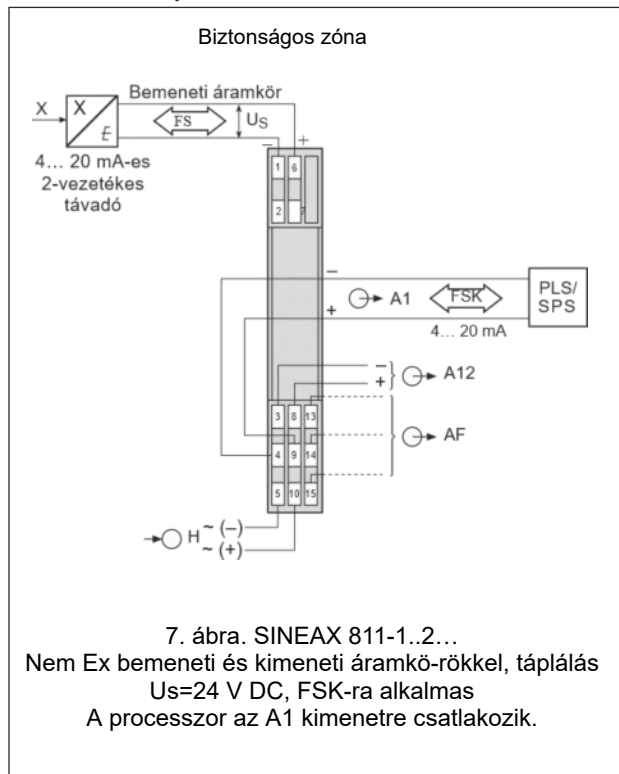 Biztonságos zóna
Bemeneti áramkör
X
X
E
FS
US
4… 20 mA-es
2-vezetékes
távadó
–
+
1
6
2
7
–
+
A1
FSK
4… 20 mA
PLS/
SPS
–
+
A12
AF
3
8
13
4
9
14
5
10
15
H ~ (–)
~ (+)
7. ábra. SINEAX 811-1..2…
Nem Ex bemeneti és kimeneti áramkö-rökkel, táplálás
Us=24 V DC, FSK-ra alkalmas
A processzor az A1 kimenetre csatlakozik.